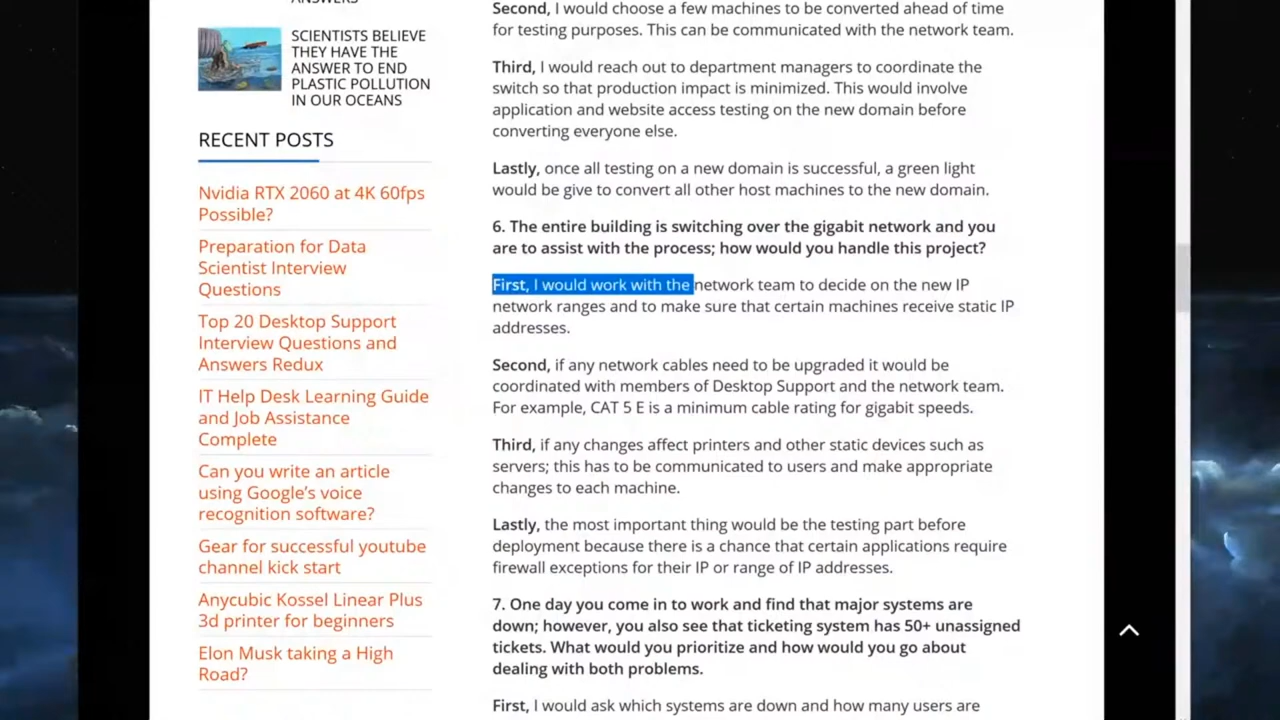 ANSWERS
SCIENTISTS BELIEVE
THEY HAVE THE
ANSWER TO END
PLASTIC POLLUTION
IN OUR OCEANS
RECENT POSTS
Nvidia RTX 2060 at 4K 60fps
Possible?
Preparation for Data
Scientist Interview
Questions
Top 20 Desktop Support
Interview Questions and
Answers Redux
IT Help Desk Learning Guide
and Job Assistance
Complete
Can you write an article
using Google’s voice
recognition software?
Gear for successful youtube
channel kick start
Anycubic Kossel Linear Plus
3d printer for beginners
Elon Musk taking a High
Road?
Second, I would choose a few machines to be converted ahead of time
for testing purposes. This can be communicated with the network team.
Third, I would reach out to department managers to coordinate the
switch so that production impact is minimized. This would involve
application and website access testing on the new domain before
converting everyone else.
Lastly, once all testing on a new domain is successful, a green light
would be give to convert all other host machines to the new domain.
6. The entire building is switching over the gigabit network and you
are to assist with the process; how would you handle this project?
First, I would work with the network team to decide on the new IP
network ranges and to make sure that certain machines receive static IP
addresses.
Second, if any network cables need to be upgraded it would be
coordinated with members of Desktop Support and the network team.
For example, CAT 5 E is a minimum cable rating for gigabit speeds.
Third, if any changes affect printers and other static devices such as
servers; this has to be communicated to users and make appropriate
changes to each machine.
Lastly, the most important thing would be the testing part before
deployment because there is a chance that certain applications require
firewall exceptions for their IP or range of IP addresses.
7. One day you come in to work and find that major systems are
down; however, you also see that ticketing system has 50+ unassigned
tickets. What would you prioritize and how would you go about
dealing with both problems.
First, I would ask which systems are down and how many users are